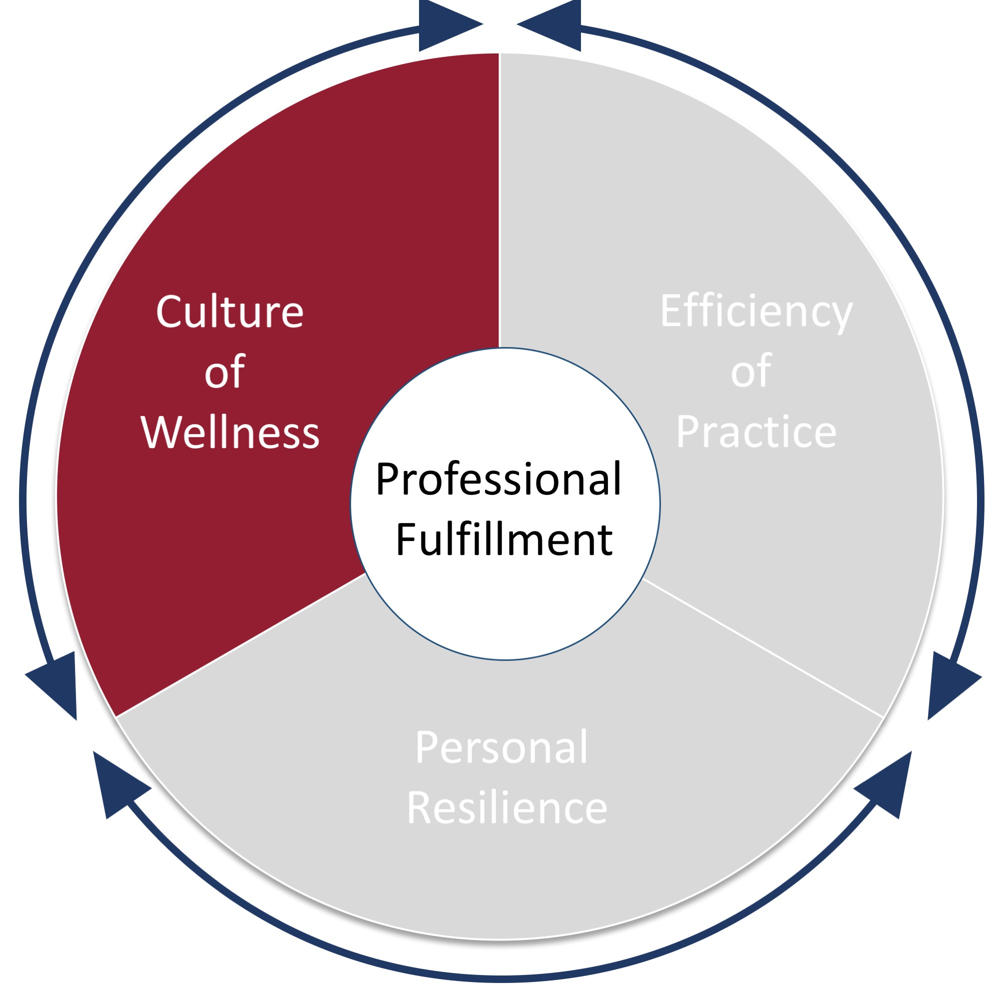 Culture
of
Wellness
Efficiency
of
Practice
Professional
Fulfillment
Personal
Resilience